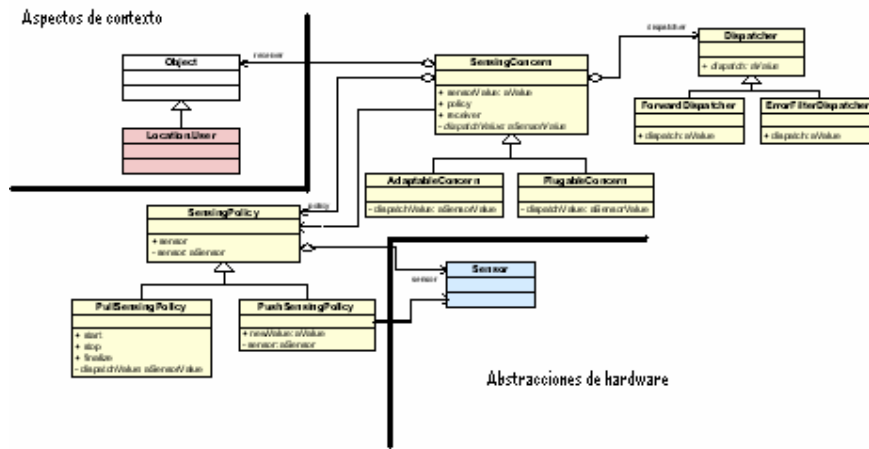 Aspectos de contexto
Object
receiver
SensingConcern
+ sensorValue: aValue
+ policy
+ receiver
- dispatchValue: aSensorValue
dispatcher
Dispatcher
+ dispatch: aValue
ForwardDispatcher
+ dispatch: aValue
ErrorFilterDispatcher
+ dispatch: aValue
LocationUser
AdaptableConcern
- dispatchValue: aSensorValue
PlugableConcern
- dispatchValue: aSensorValue
policy
SensingPolicy
+ sensor
- sensor: aSensor
sensor
Sensor
PullSensingPolicy
+ start
+ stop
+ finalize
- dispatchValue: aSensorValue
PushSensingPolicy
+ newValue: aValue
- sensor: aSensor
Abstracciones de hardware